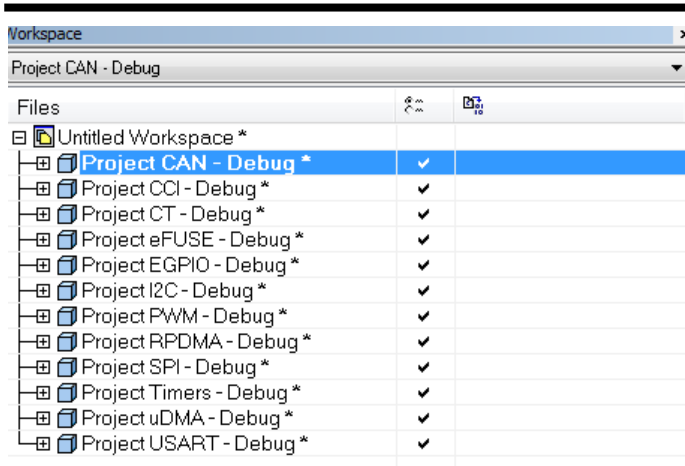 Workspace
Project CAN - Debug
Files
Untitled Workspace *
Project CAN - Debug *
Project CCI - Debug *
Project CT - Debug *
Project eFUSE - Debug *
Project EGPIO - Debug *
Project I2C - Debug *
Project PWM - Debug *
Project RPDMA - Debug *
Project SPI - Debug *
Project Timers - Debug *
Project uDMA - Debug *
Project USART - Debug *